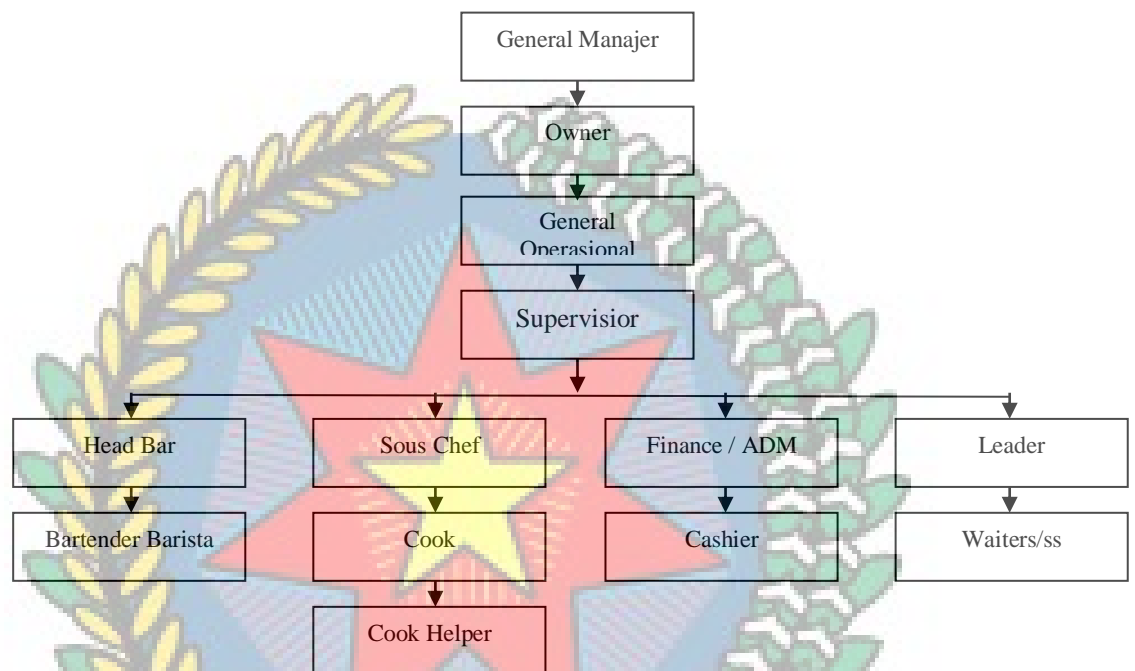 General Manajer
Owner
General
Operasional
Supervisior
Head Bar
Sous Chef
Finance / ADM
Leader
Bartender Barista
Cook
Cashier
Waiters/ss
Cook Helper